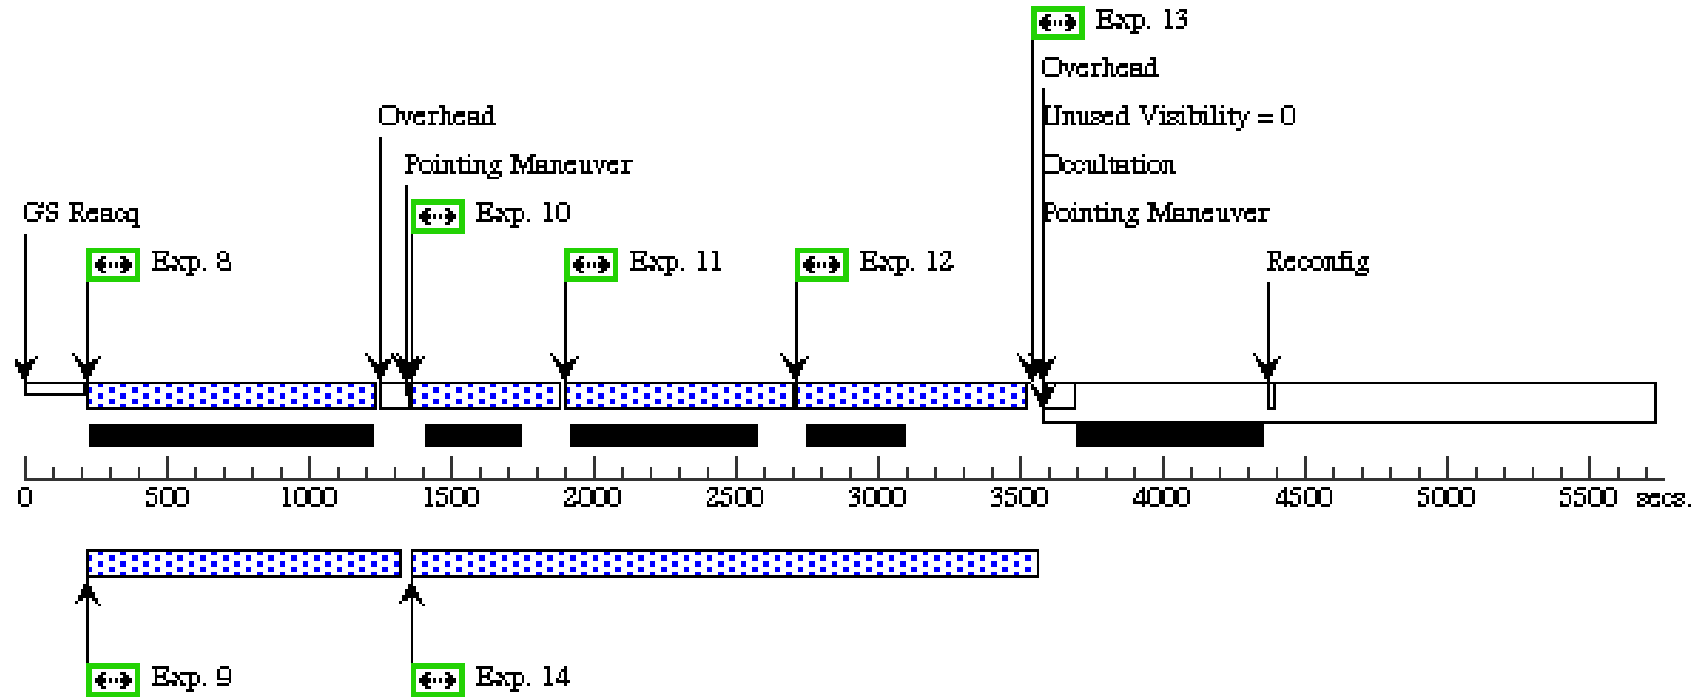 Exp. 13
Overhead
Overhead
Unused Visibility = 0
Pointing Maneuver
Occultation
GS Reacq
Exp. 10
Pointing Maneuver
Exp. 8
Exp. 11
Exp. 12
Reconfig
0 500 1000 1500 2000 2500 3000 3500 4000 4500 5000 5500 secs.
Exp. 9
Exp. 14